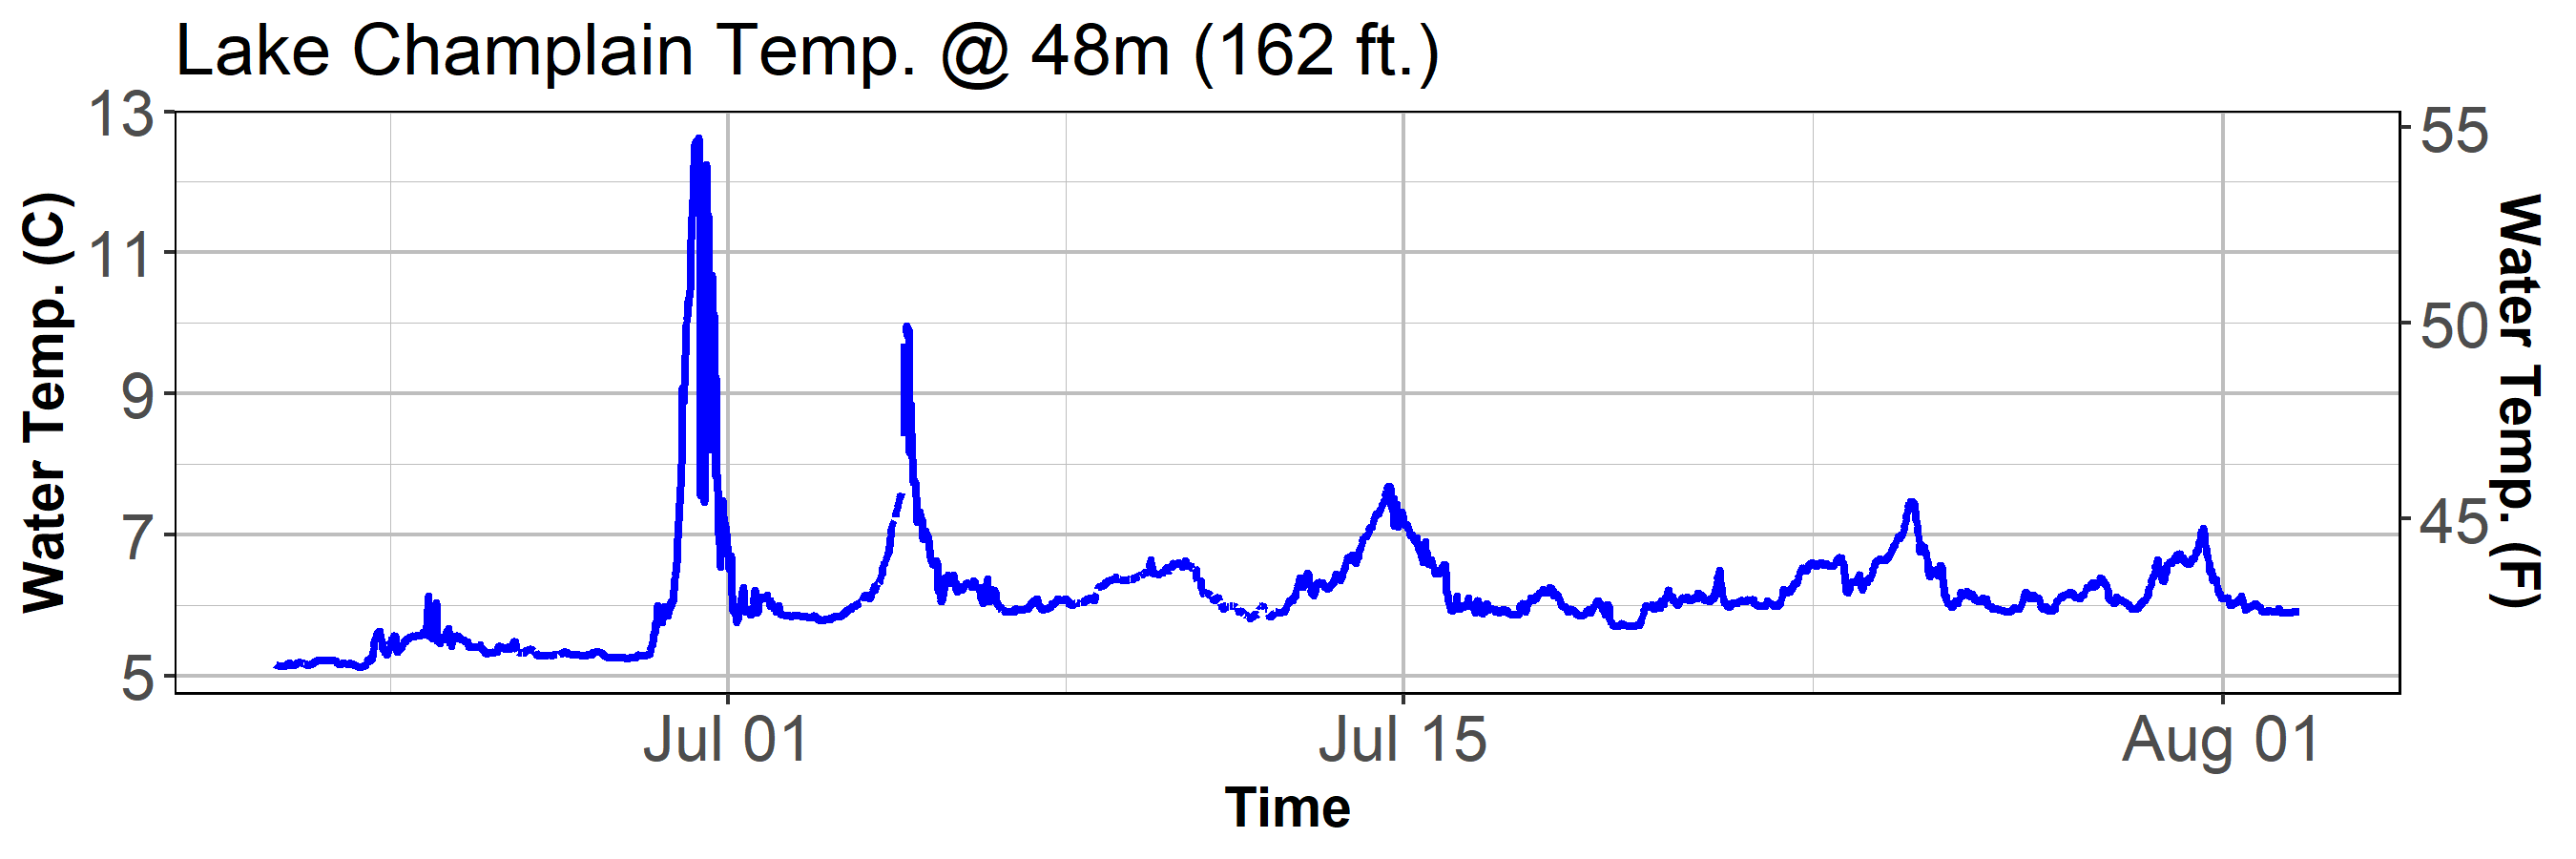 Lake Champlain Temp. @ 48m (162 ft.)
Water Temp. (C)
13
11
9
7
5
55
50
45
Water Temp. (F)
Jul 01
Jul 15
Aug 01
Time